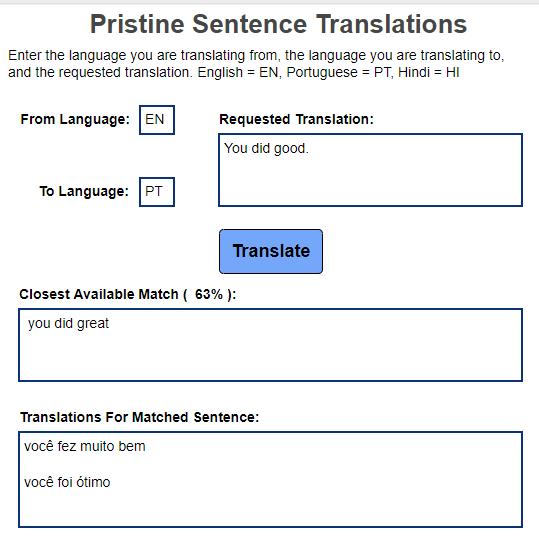 Pristine Sentence Translations
Enter the language you are translating from, the language you are translating to,
and the requested translation. English = EN, Portuguese = PT, Hindi = HI
From Language: EN
Requested Translation:
You did good.
To Language: PT
Translate
Closest Available Match ( 63% ):
you did great
Translations For Matched Sentence:
você fez muito bem
você foi ótimo